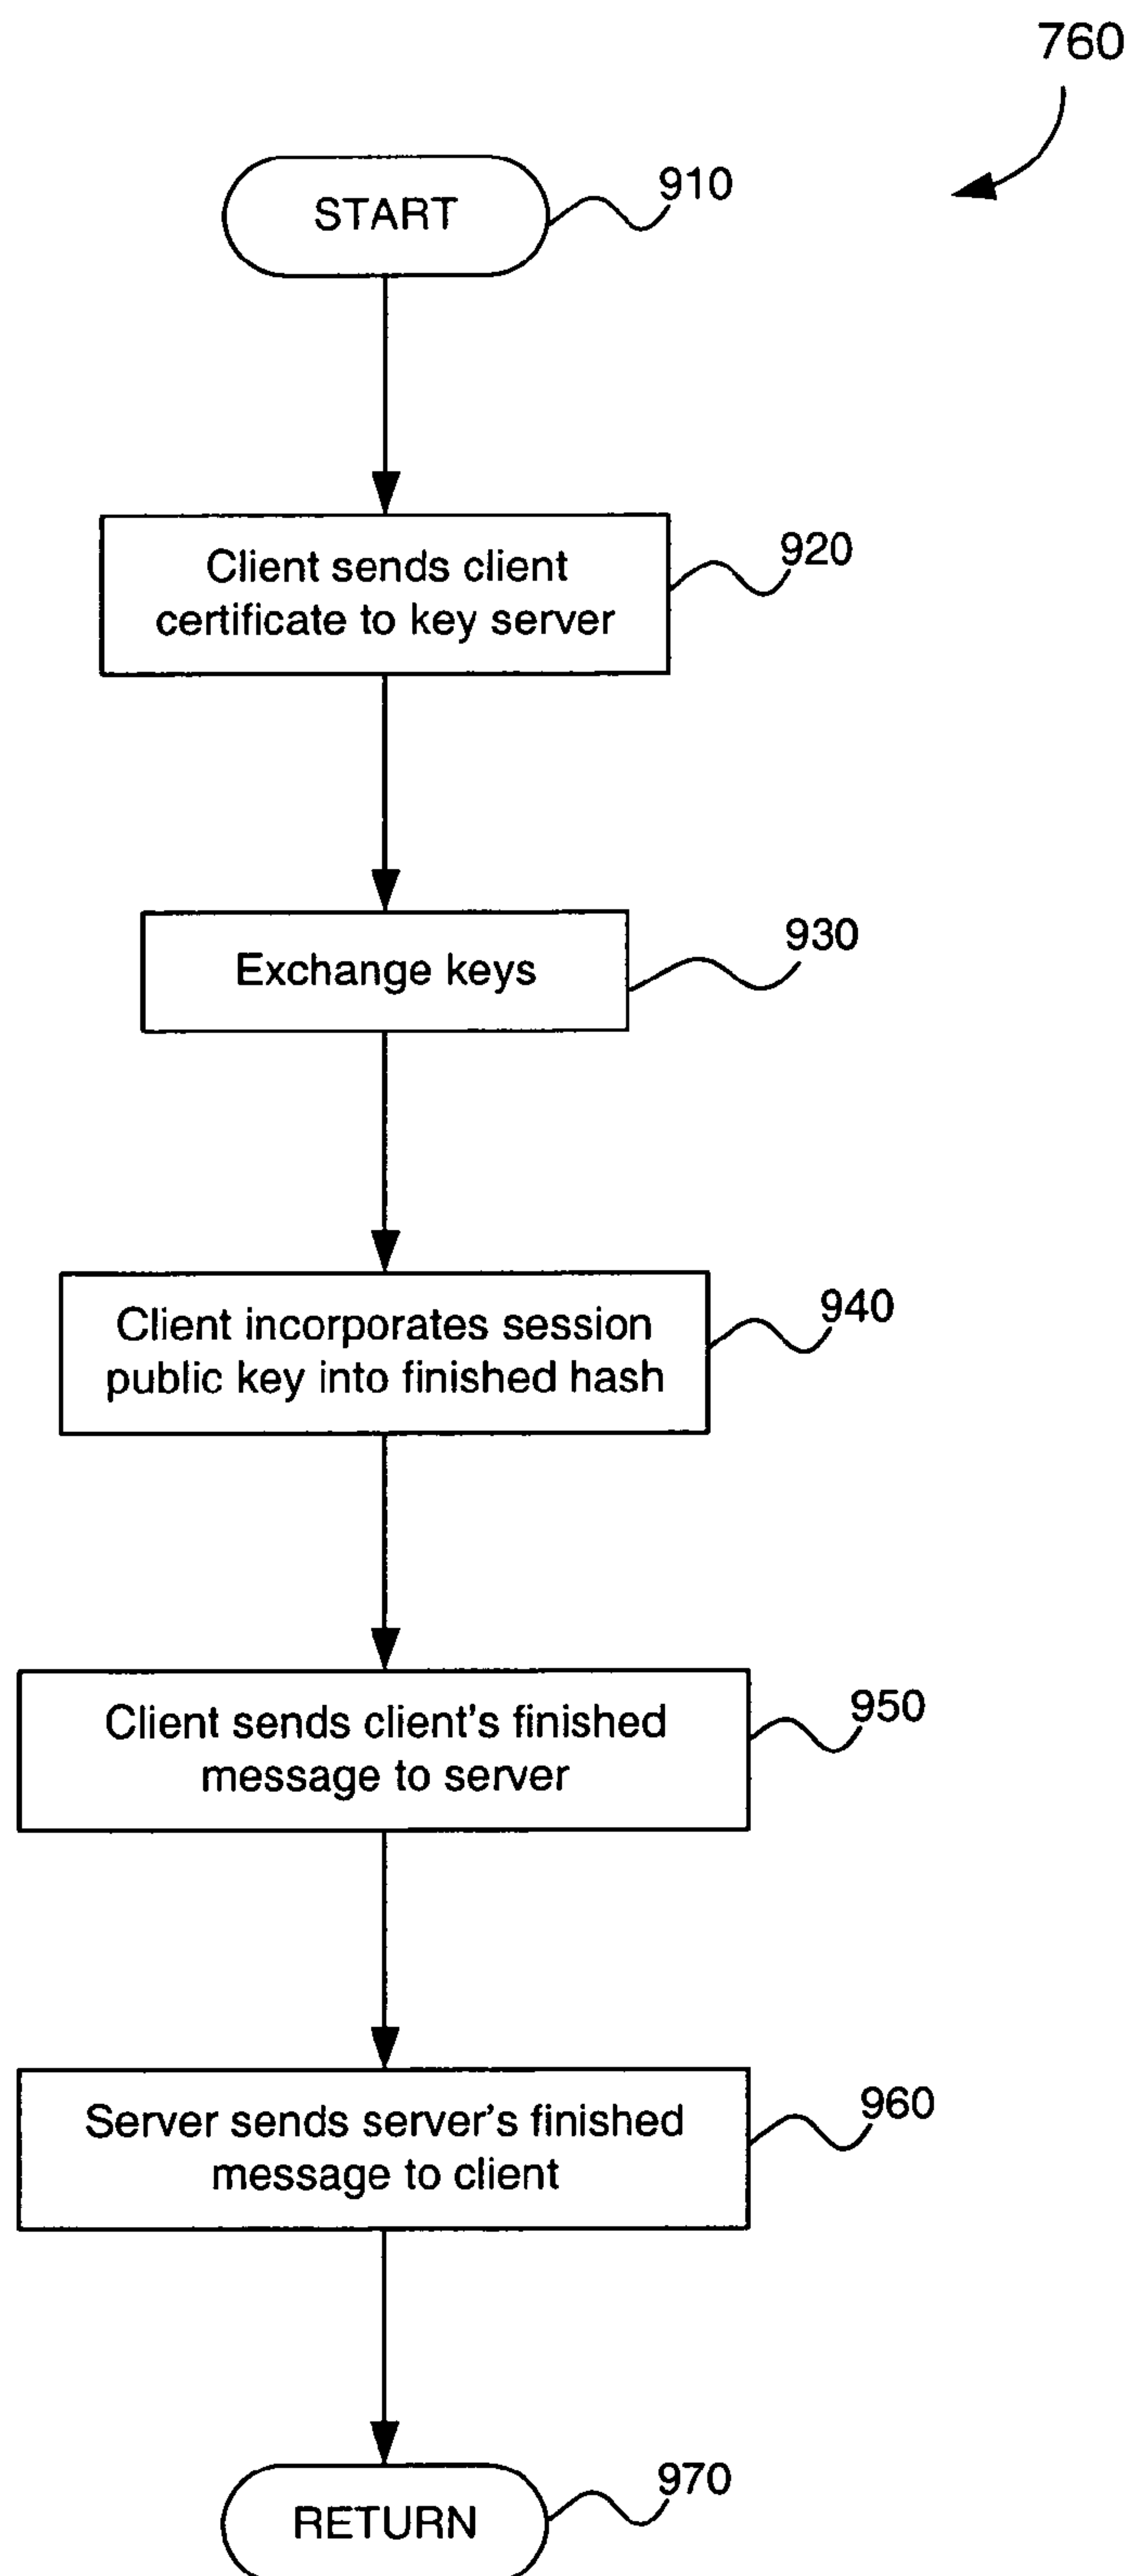 760
START
910
Client sends client
certificate to key server
920
Exchange keys
930
Client incorporates session
public key into finished hash
940
Client sends client's finished
message to server
950
Server sends server’s finished
message to client
960
RETURN
970